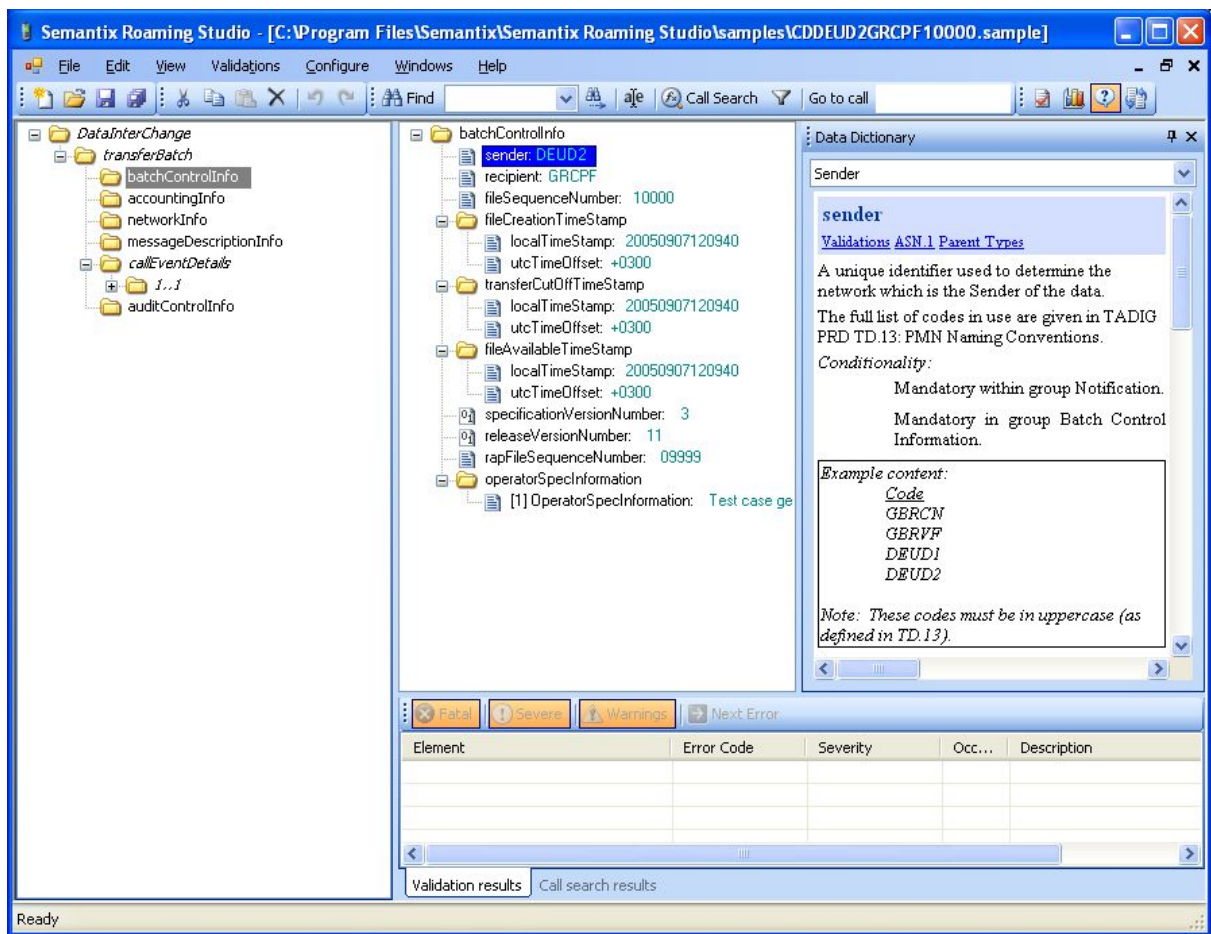 Semantix Roaming Studio - [C:\Program Files\Semantix\Semantix Roaming Studio\samples\CDDEUD2GRCPF10000.sample]
File Edit View Validations Configure Windows Help
Find Call Search Go to call
DataInterChange
transferBatch
batchControlInfo
accountingInfo
networkInfo
messageDescriptionInfo
callEventDetails
1..1
auditControlInfo
batchControlInfo
sender: DEUD2
recipient: GRCPF
fileSequenceNumber: 10000
fileCreationTimeStamp
localTimeStamp: 20050907120940
utcTimeOffset: +0300
transferCutOffTimeStamp
localTimeStamp: 20050907120940
utcTimeOffset: +0300
fileAvailableTimeStamp
localTimeStamp: 20050907120940
utcTimeOffset: +0300
specificationVersionNumber: 3
releaseVersionNumber: 11
rapFileSequenceNumber: 09999
operatorSpecInformation
[1] OperatorSpecInformation: Test case ge
Data Dictionary
Sender
sender
Validations ASN.1 Parent Types
A unique identifier used to determine the
network which is the Sender of the data.
The full list of codes in use are given in TADIG
PRD TD.13: PMN Naming Conventions.
Conditionality:
Mandatory within group Notification.
Mandatory in group Batch Control
Information.
Example content:
Code
GBRCN
GBRVF
DEUD1
DEUD2
Note: These codes must be in uppercase (as
defined in TD.13).
Fatal Severe Warnings Next Error
Element Error Code Severity Occ... Description
Validation results Call search results
Ready